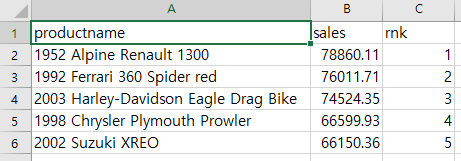 A B C
1 productname sales rnk
2 1952 Alpine Renault 1300 78860.11 1
3 1992 Ferrari 360 Spider red 76011.71 2
4 2003 Harley-Davidson Eagle Drag Bike 74524.35 3
5 1998 Chrysler Plymouth Prowler 66599.93 4
6 2002 Suzuki XREO 66150.36 5